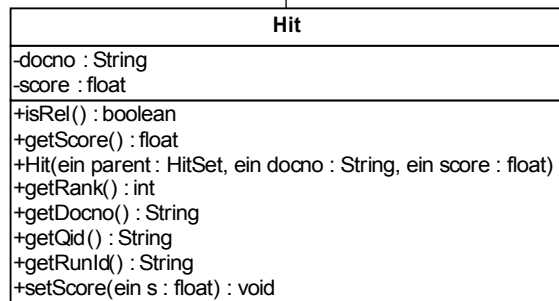 Hit
-docno : String
-score : float
+isRel() : boolean
+getScore() : float
+Hit(ein parent : HitSet, ein docno : String, ein score : float)
+getRank() : int
+getDocno() : String
+getQid() : String
+getRunId() : String
+setScore(ein s : float) : void